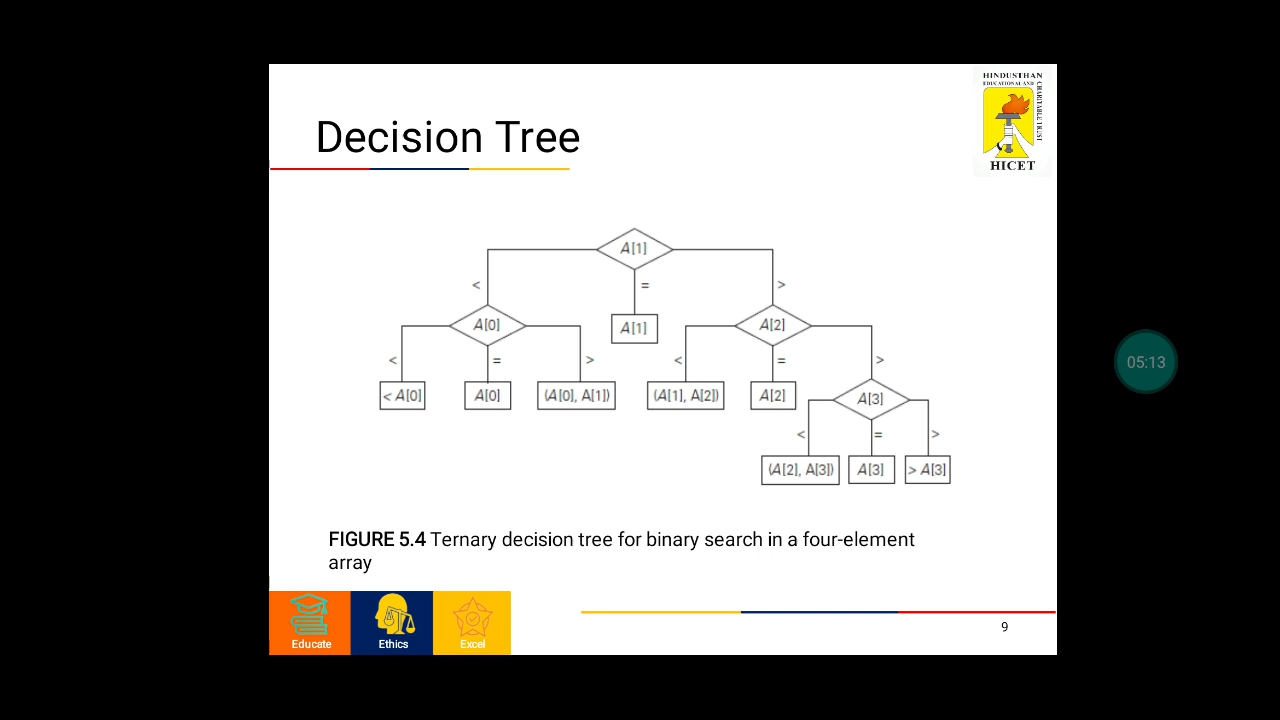 HINDUSTHAN
EDUCATIONAL AND
CHARITABLE TRUST
HICET
Decision Tree
A[1]
< = >
A[0] A[1] A[2]
< = > < = >
< A[0] A[0] (A[0], A[1]) (A[1], A[2]) A[2] A[3]
< = >
(A[2], A[3]) A[3] > A[3]
FIGURE 5.4 Ternary decision tree for binary search in a four-element
array
Educate Ethics Excel
9
05:13